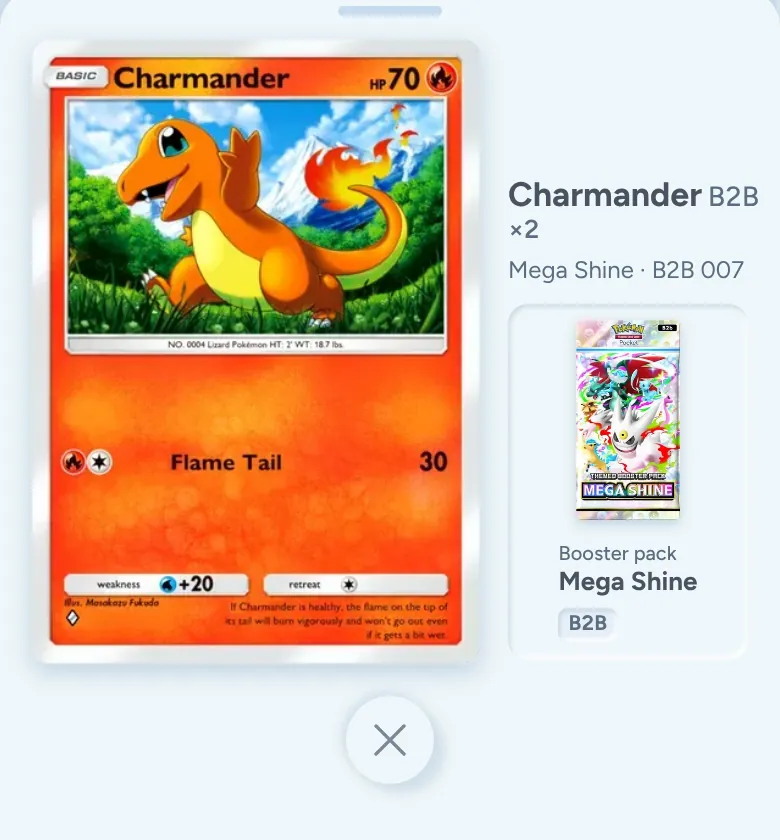 BASIC Charmander HP 70
NO. 0004 Lizard Pokémon HT: 2' WT: 18.7 lbs.
Flame Tail 30
weakness +20 retreat
Illus. Masakazu Fukuda
If Charmander is healthy, the flame on the tip of
its tail will burn vigorously and won't go out even
if it gets a bit wet.
Charmander B2B
×2
Mega Shine · B2B 007
POKÉMON B2b
Pocket
THEMED BOOSTER PACK
MEGA SHINE
Booster pack
Mega Shine
B2B